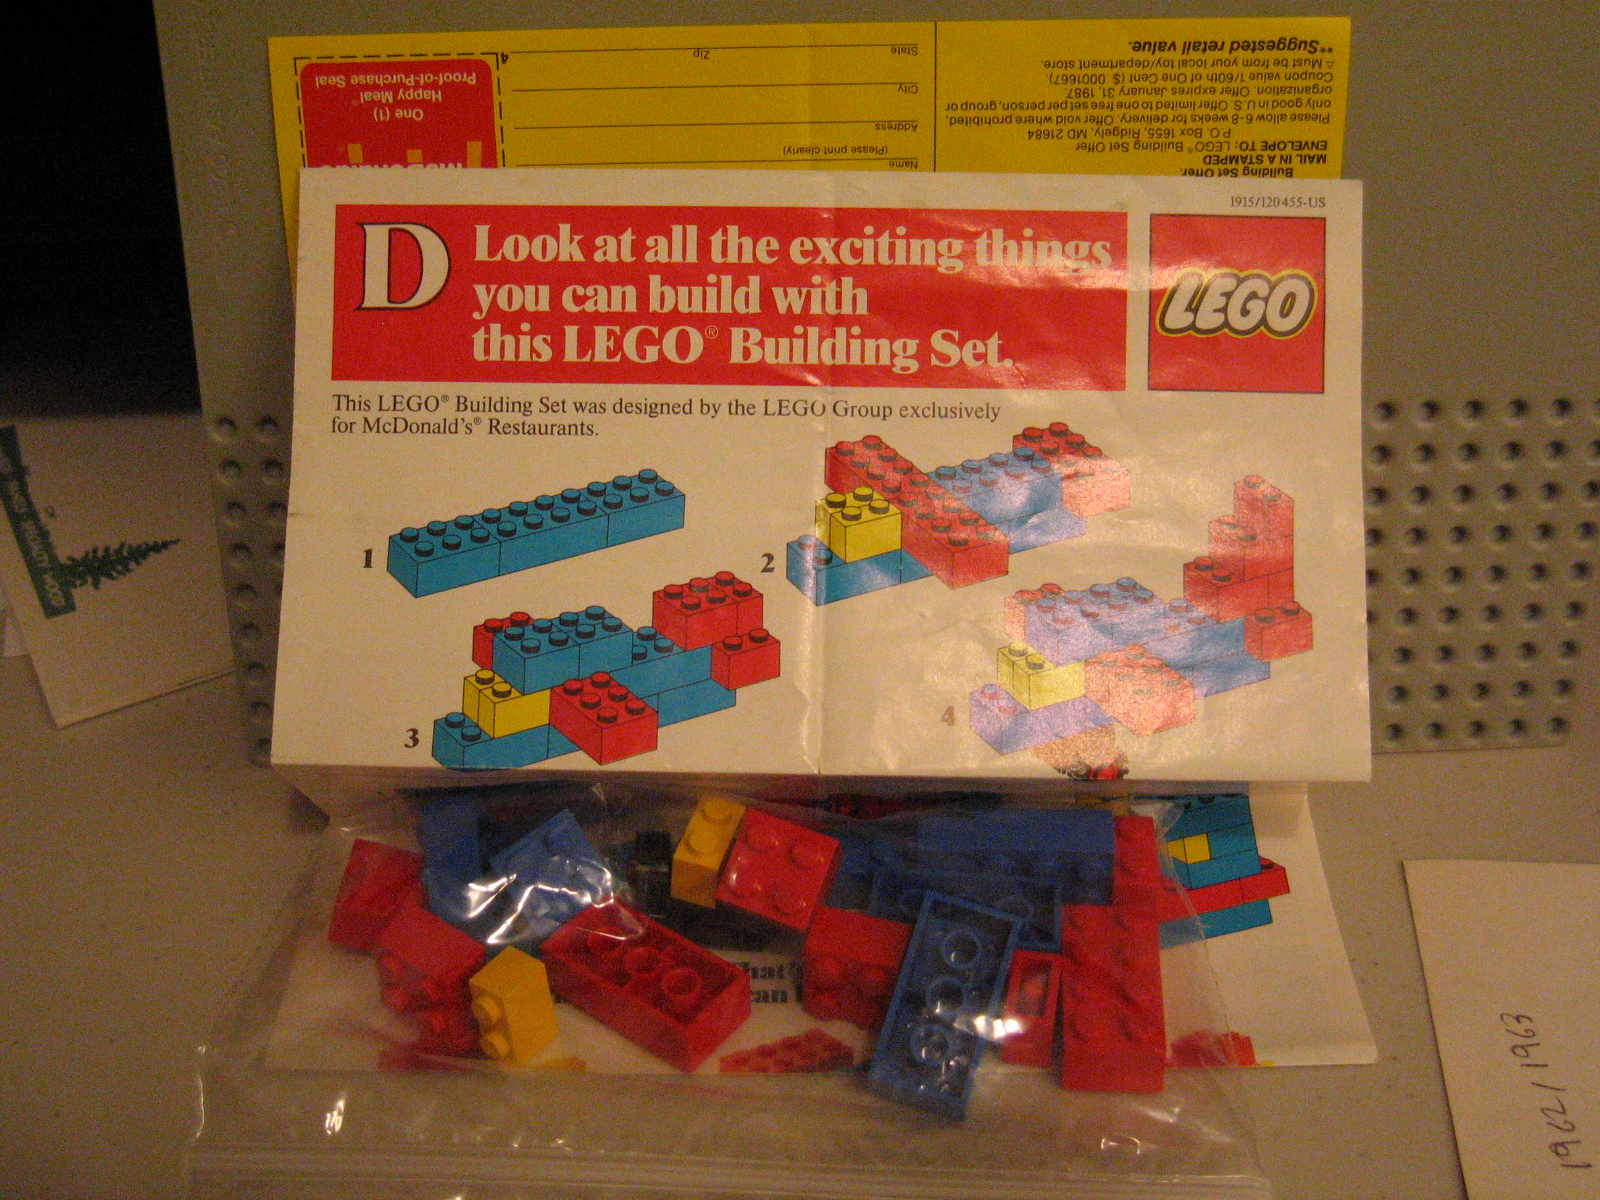 **Suggested retail value.
△ Must be from your local toy/department store.
Coupon value 1/60th of One Cent ($ .0001667).
organization. Offer expires January 31, 1987.
only good in U.S. Offer limited to one free set per person, group or
Please allow 6-8 weeks for delivery. Offer void where prohibited,
P.O. Box 1655, Ridgely, MD 21684
ENVELOPE TO: LEGO® Building Set Offer
MAIL IN A STAMPED
Building Set Offer.
State
Zip
4
City
Address
(Please print clearly)
Name
Proof-of-Purchase Seal
Happy Meal
One (1)
McDonald's
1915/120 455-US
D
Look at all the exciting things
you can build with
this LEGO® Building Set.
LEGO
This LEGO® Building Set was designed by the LEGO Group exclusively
for McDonald's® Restaurants.
1
2
3
4
1962/1963